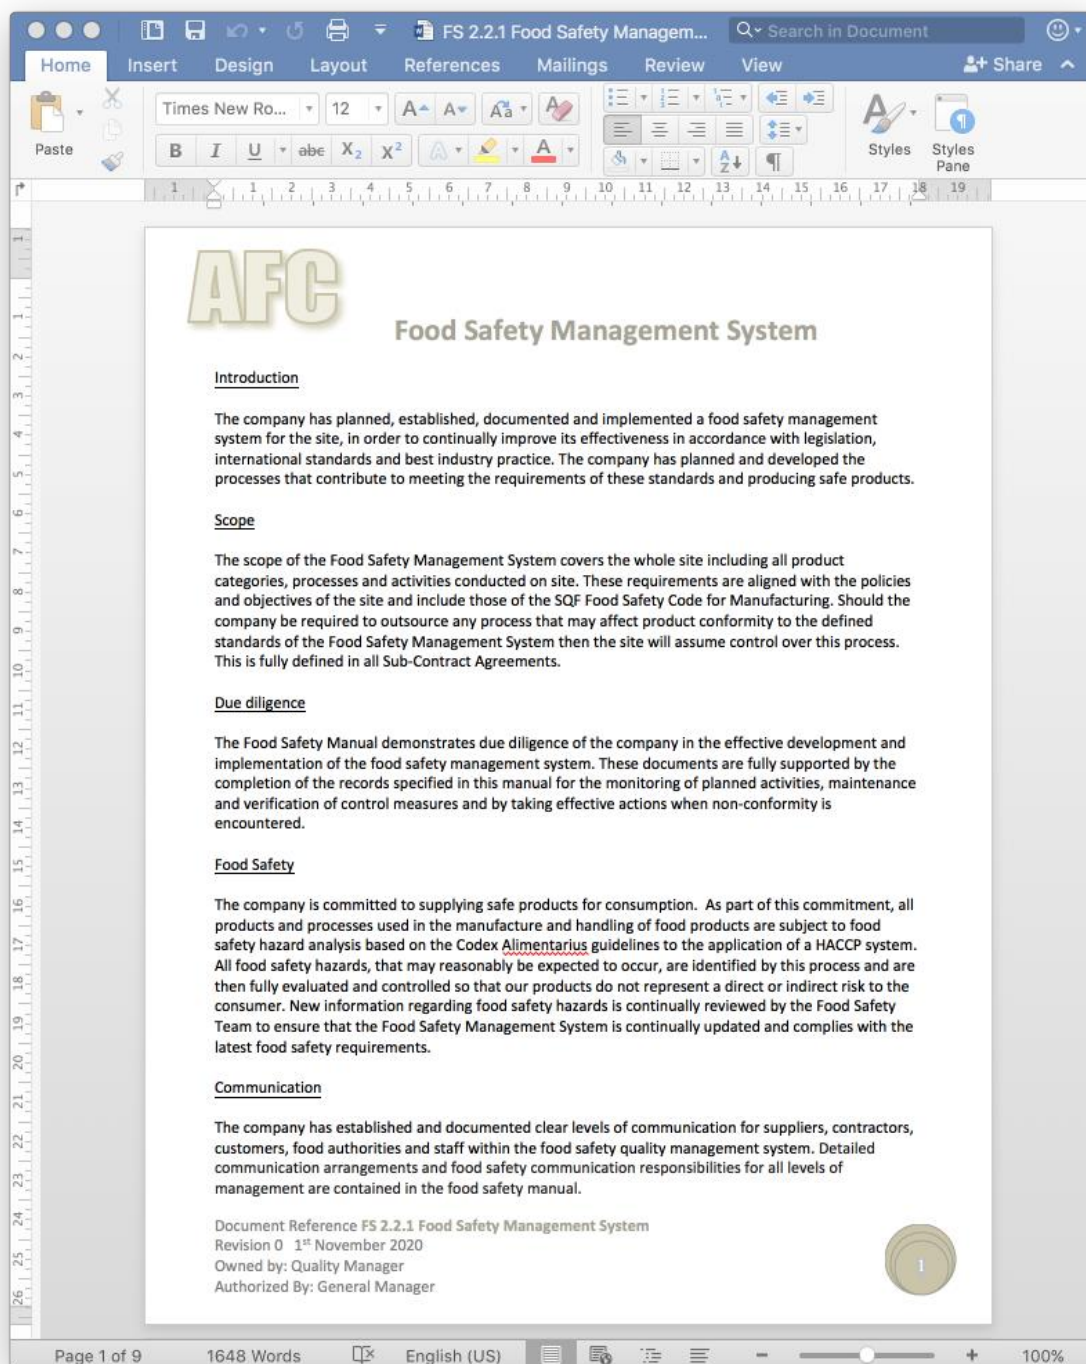 FS 2.2.1 Food Safety Managem...
Search in Document
Home Insert Design Layout References Mailings Review View Share
Times New Ro... 12
Paste
Styles
Styles Pane
1 1 2 3 4 5 6 7 8 9 10 11 12 13 14 15 16 17 18 19
AFC
Food Safety Management System
Introduction
The company has planned, established, documented and implemented a food safety management
system for the site, in order to continually improve its effectiveness in accordance with legislation,
international standards and best industry practice. The company has planned and developed the
processes that contribute to meeting the requirements of these standards and producing safe products.
Scope
The scope of the Food Safety Management System covers the whole site including all product
categories, processes and activities conducted on site. These requirements are aligned with the policies
and objectives of the site and include those of the SQF Food Safety Code for Manufacturing. Should the
company be required to outsource any process that may affect product conformity to the defined
standards of the Food Safety Management System then the site will assume control over this process.
This is fully defined in all Sub-Contract Agreements.
Due diligence
The Food Safety Manual demonstrates due diligence of the company in the effective development and
implementation of the food safety management system. These documents are fully supported by the
completion of the records specified in this manual for the monitoring of planned activities, maintenance
and verification of control measures and by taking effective actions when non-conformity is
encountered.
Food Safety
The company is committed to supplying safe products for consumption.  As part of this commitment, all
products and processes used in the manufacture and handling of food products are subject to food
safety hazard analysis based on the Codex Alimentarius guidelines to the application of a HACCP system.
All food safety hazards, that may reasonably be expected to occur, are identified by this process and are
then fully evaluated and controlled so that our products do not represent a direct or indirect risk to the
consumer. New information regarding food safety hazards is continually reviewed by the Food Safety
Team to ensure that the Food Safety Management System is continually updated and complies with the
latest food safety requirements.
Communication
The company has established and documented clear levels of communication for suppliers, contractors,
customers, food authorities and staff within the food safety quality management system. Detailed
communication arrangements and food safety communication responsibilities for all levels of
management are contained in the food safety manual.
Document Reference FS 2.2.1 Food Safety Management System
Revision 0 1st November 2020
Owned by: Quality Manager
Authorized By: General Manager
1
Page 1 of 9 1648 Words English (US) 100%